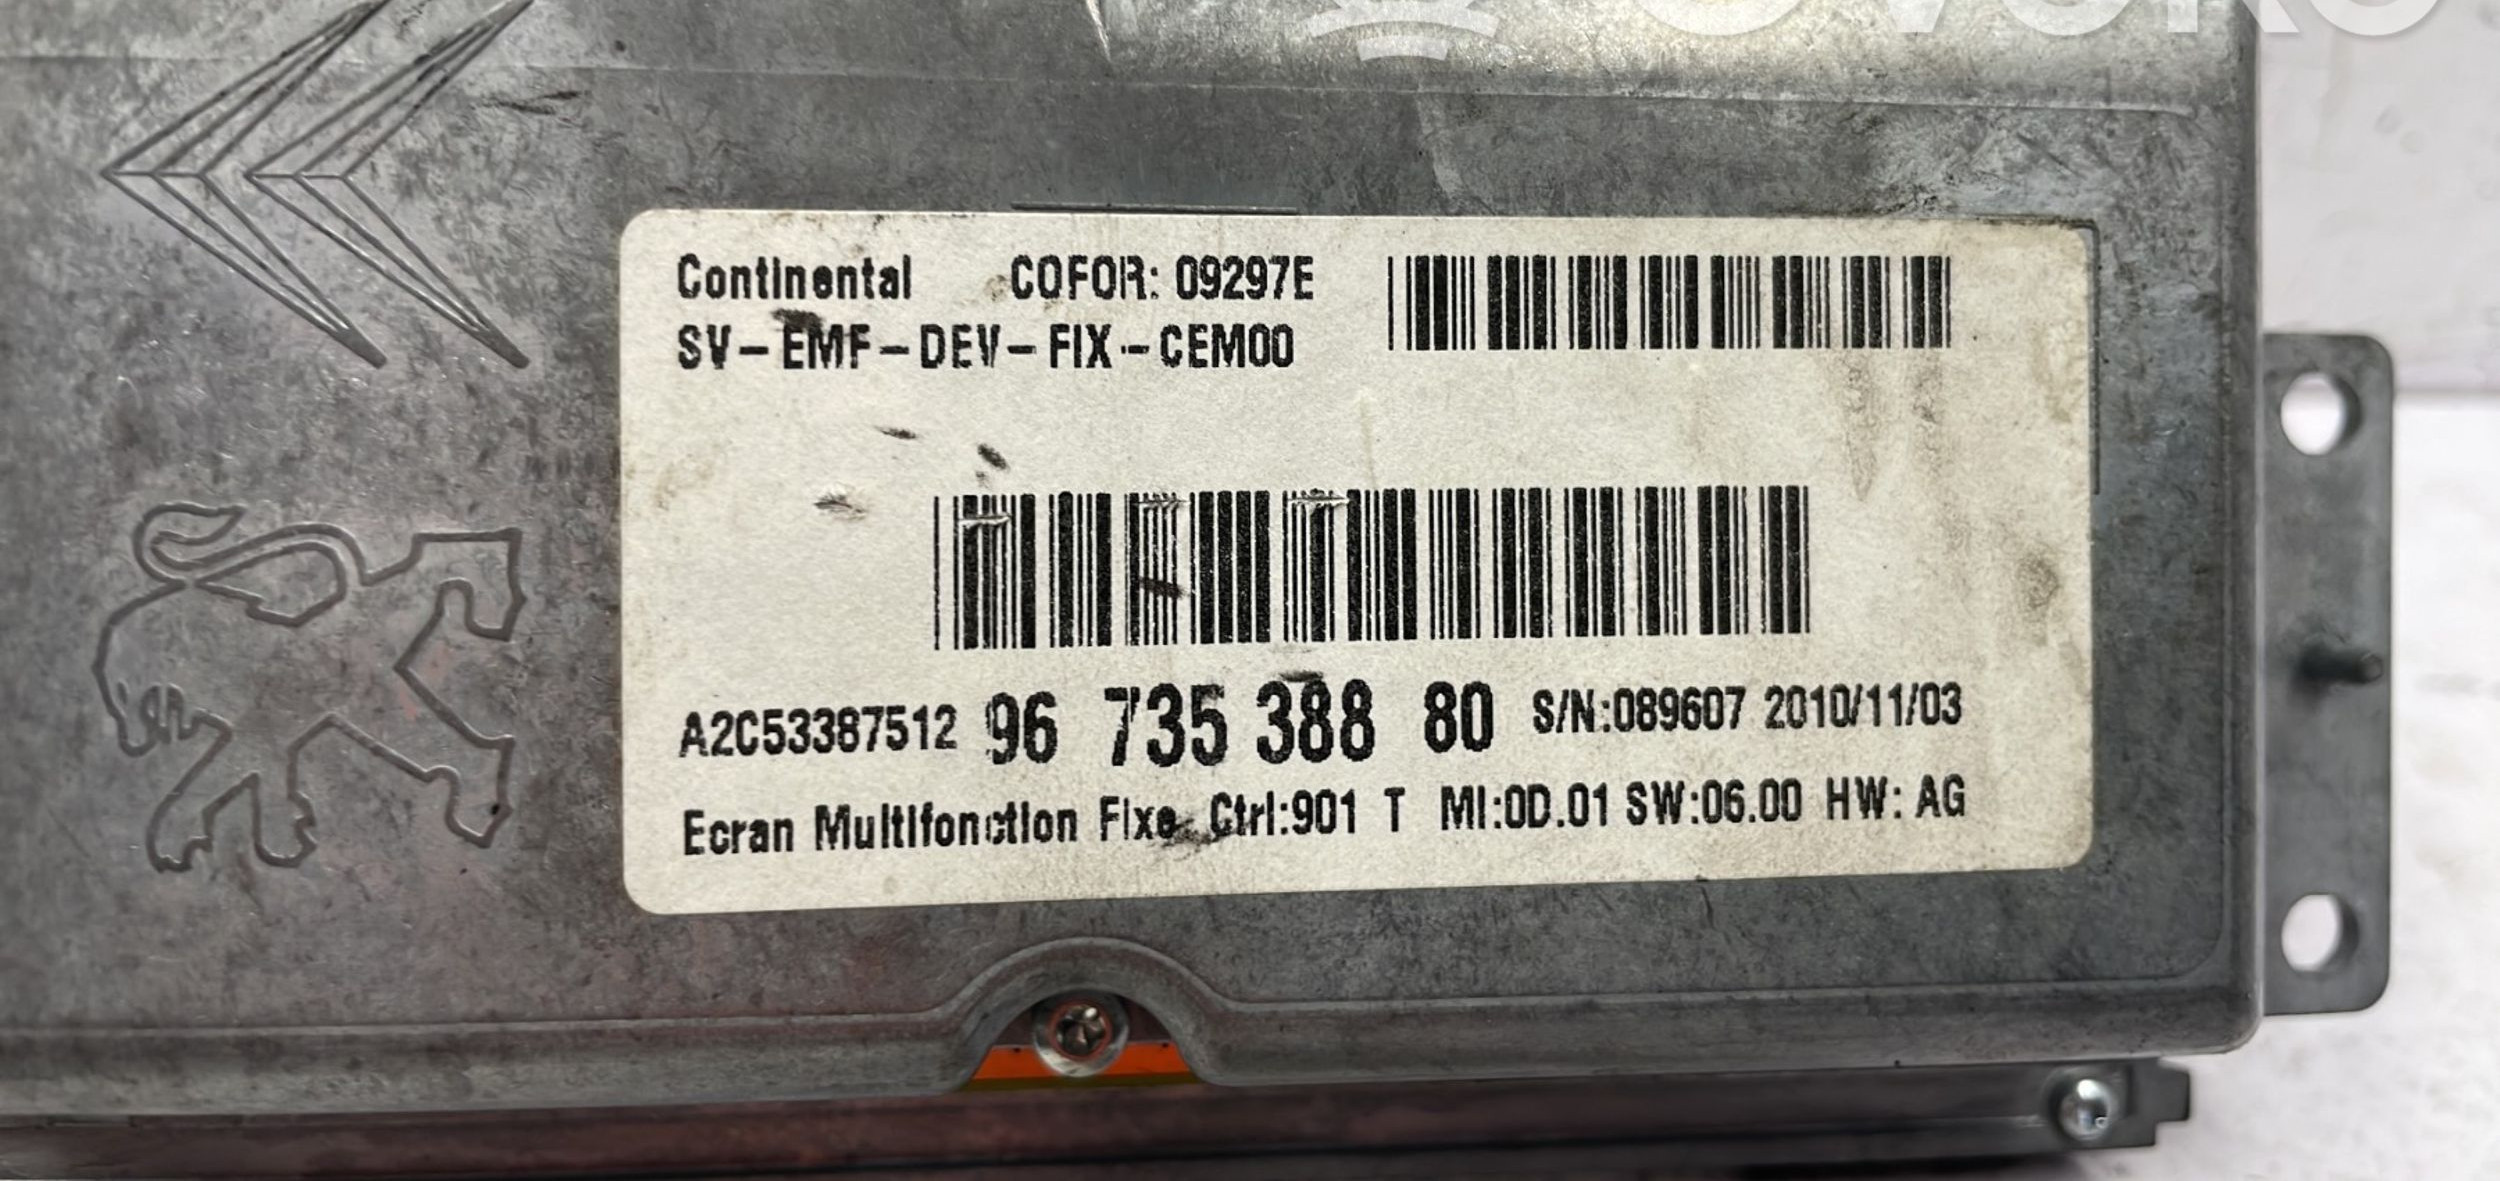 Continental COFOR: 09297E
SV-EMF-DEV-FIX-CEM00
A2C53387512 96 735 388 80 S/N:089607 2010/11/03
Ecran Multifonction Fixe Ctrl:901 T MI:0D.01 SW:06.00 HW: AG